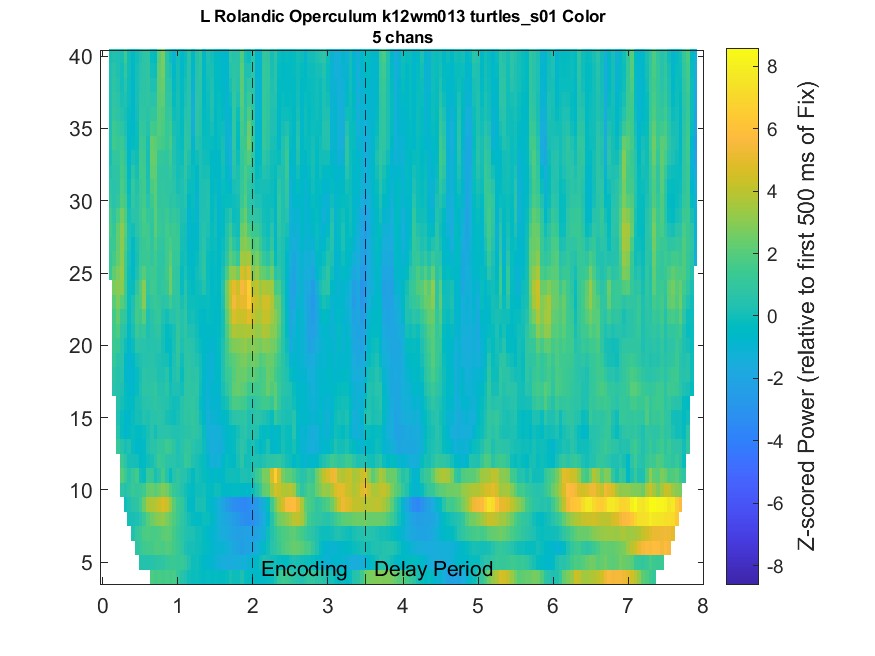 L Rolandic Operculum k12wm013 turtles_s01 Color
5 chans
40
35
30
25
20
15
10
5
Encoding
Delay Period
0 1 2 3 4 5 6 7 8
8
6
4
2
0
-2
-4
-6
-8
Z-scored Power (relative to first 500 ms of Fix)